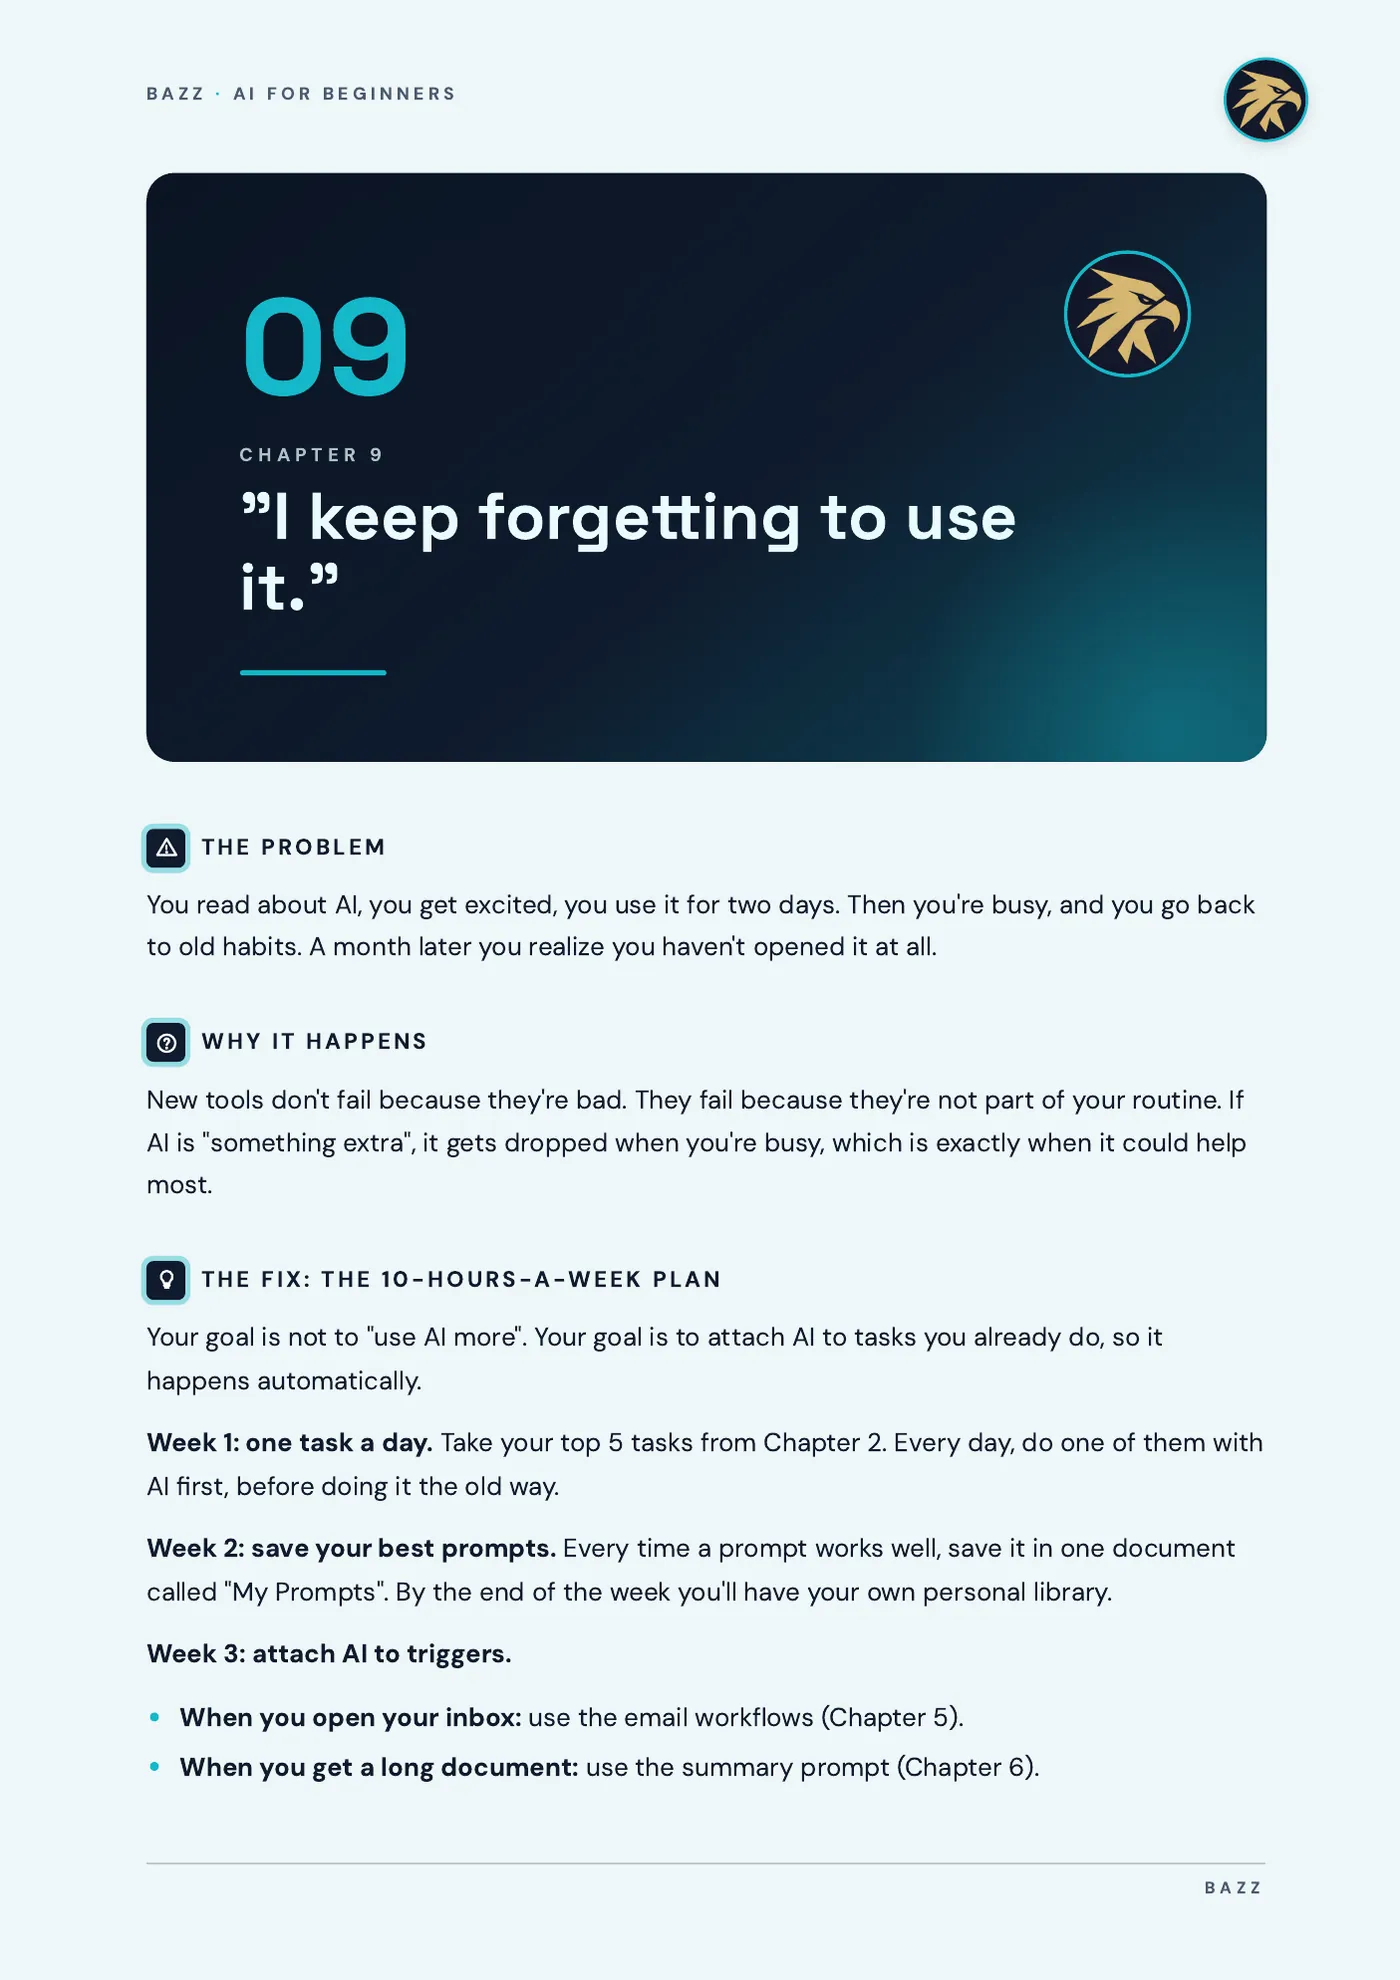 BAZZ · AI FOR BEGINNERS
09
CHAPTER 9
”I keep forgetting to use
it.”
THE PROBLEM
You read about AI, you get excited, you use it for two days. Then you're busy, and you go back
to old habits. A month later you realize you haven't opened it at all.
WHY IT HAPPENS
New tools don't fail because they're bad. They fail because they're not part of your routine. If
AI is "something extra", it gets dropped when you're busy, which is exactly when it could help
most.
THE FIX: THE 10-HOURS-A-WEEK PLAN
Your goal is not to "use AI more". Your goal is to attach AI to tasks you already do, so it
happens automatically.
Week 1: one task a day. Take your top 5 tasks from Chapter 2. Every day, do one of them with
AI first, before doing it the old way.
Week 2: save your best prompts. Every time a prompt works well, save it in one document
called "My Prompts". By the end of the week you'll have your own personal library.
Week 3: attach AI to triggers.
• When you open your inbox: use the email workflows (Chapter 5).
• When you get a long document: use the summary prompt (Chapter 6).
BAZZ